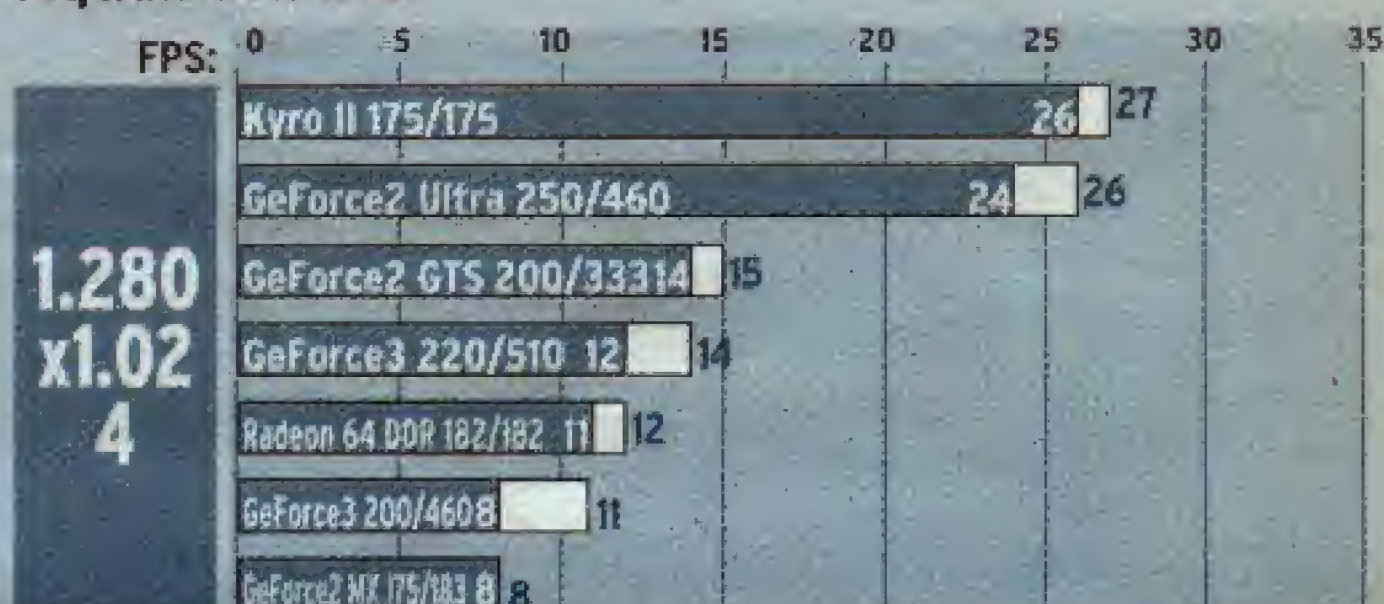 FPS: 0 5 10 15 20 25 30 35
Kyro II 175/175 26 27
GeForce2 Ultra 250/460 24 26
1.280
x1.02
4
GeForce2 GTS 200/333 14 15
GeForce3 220/510 12 14
Radeon 64 DDR 182/182 11 12
GeForce3 200/460 8 11
GeForce2 MX 175/183 8 8